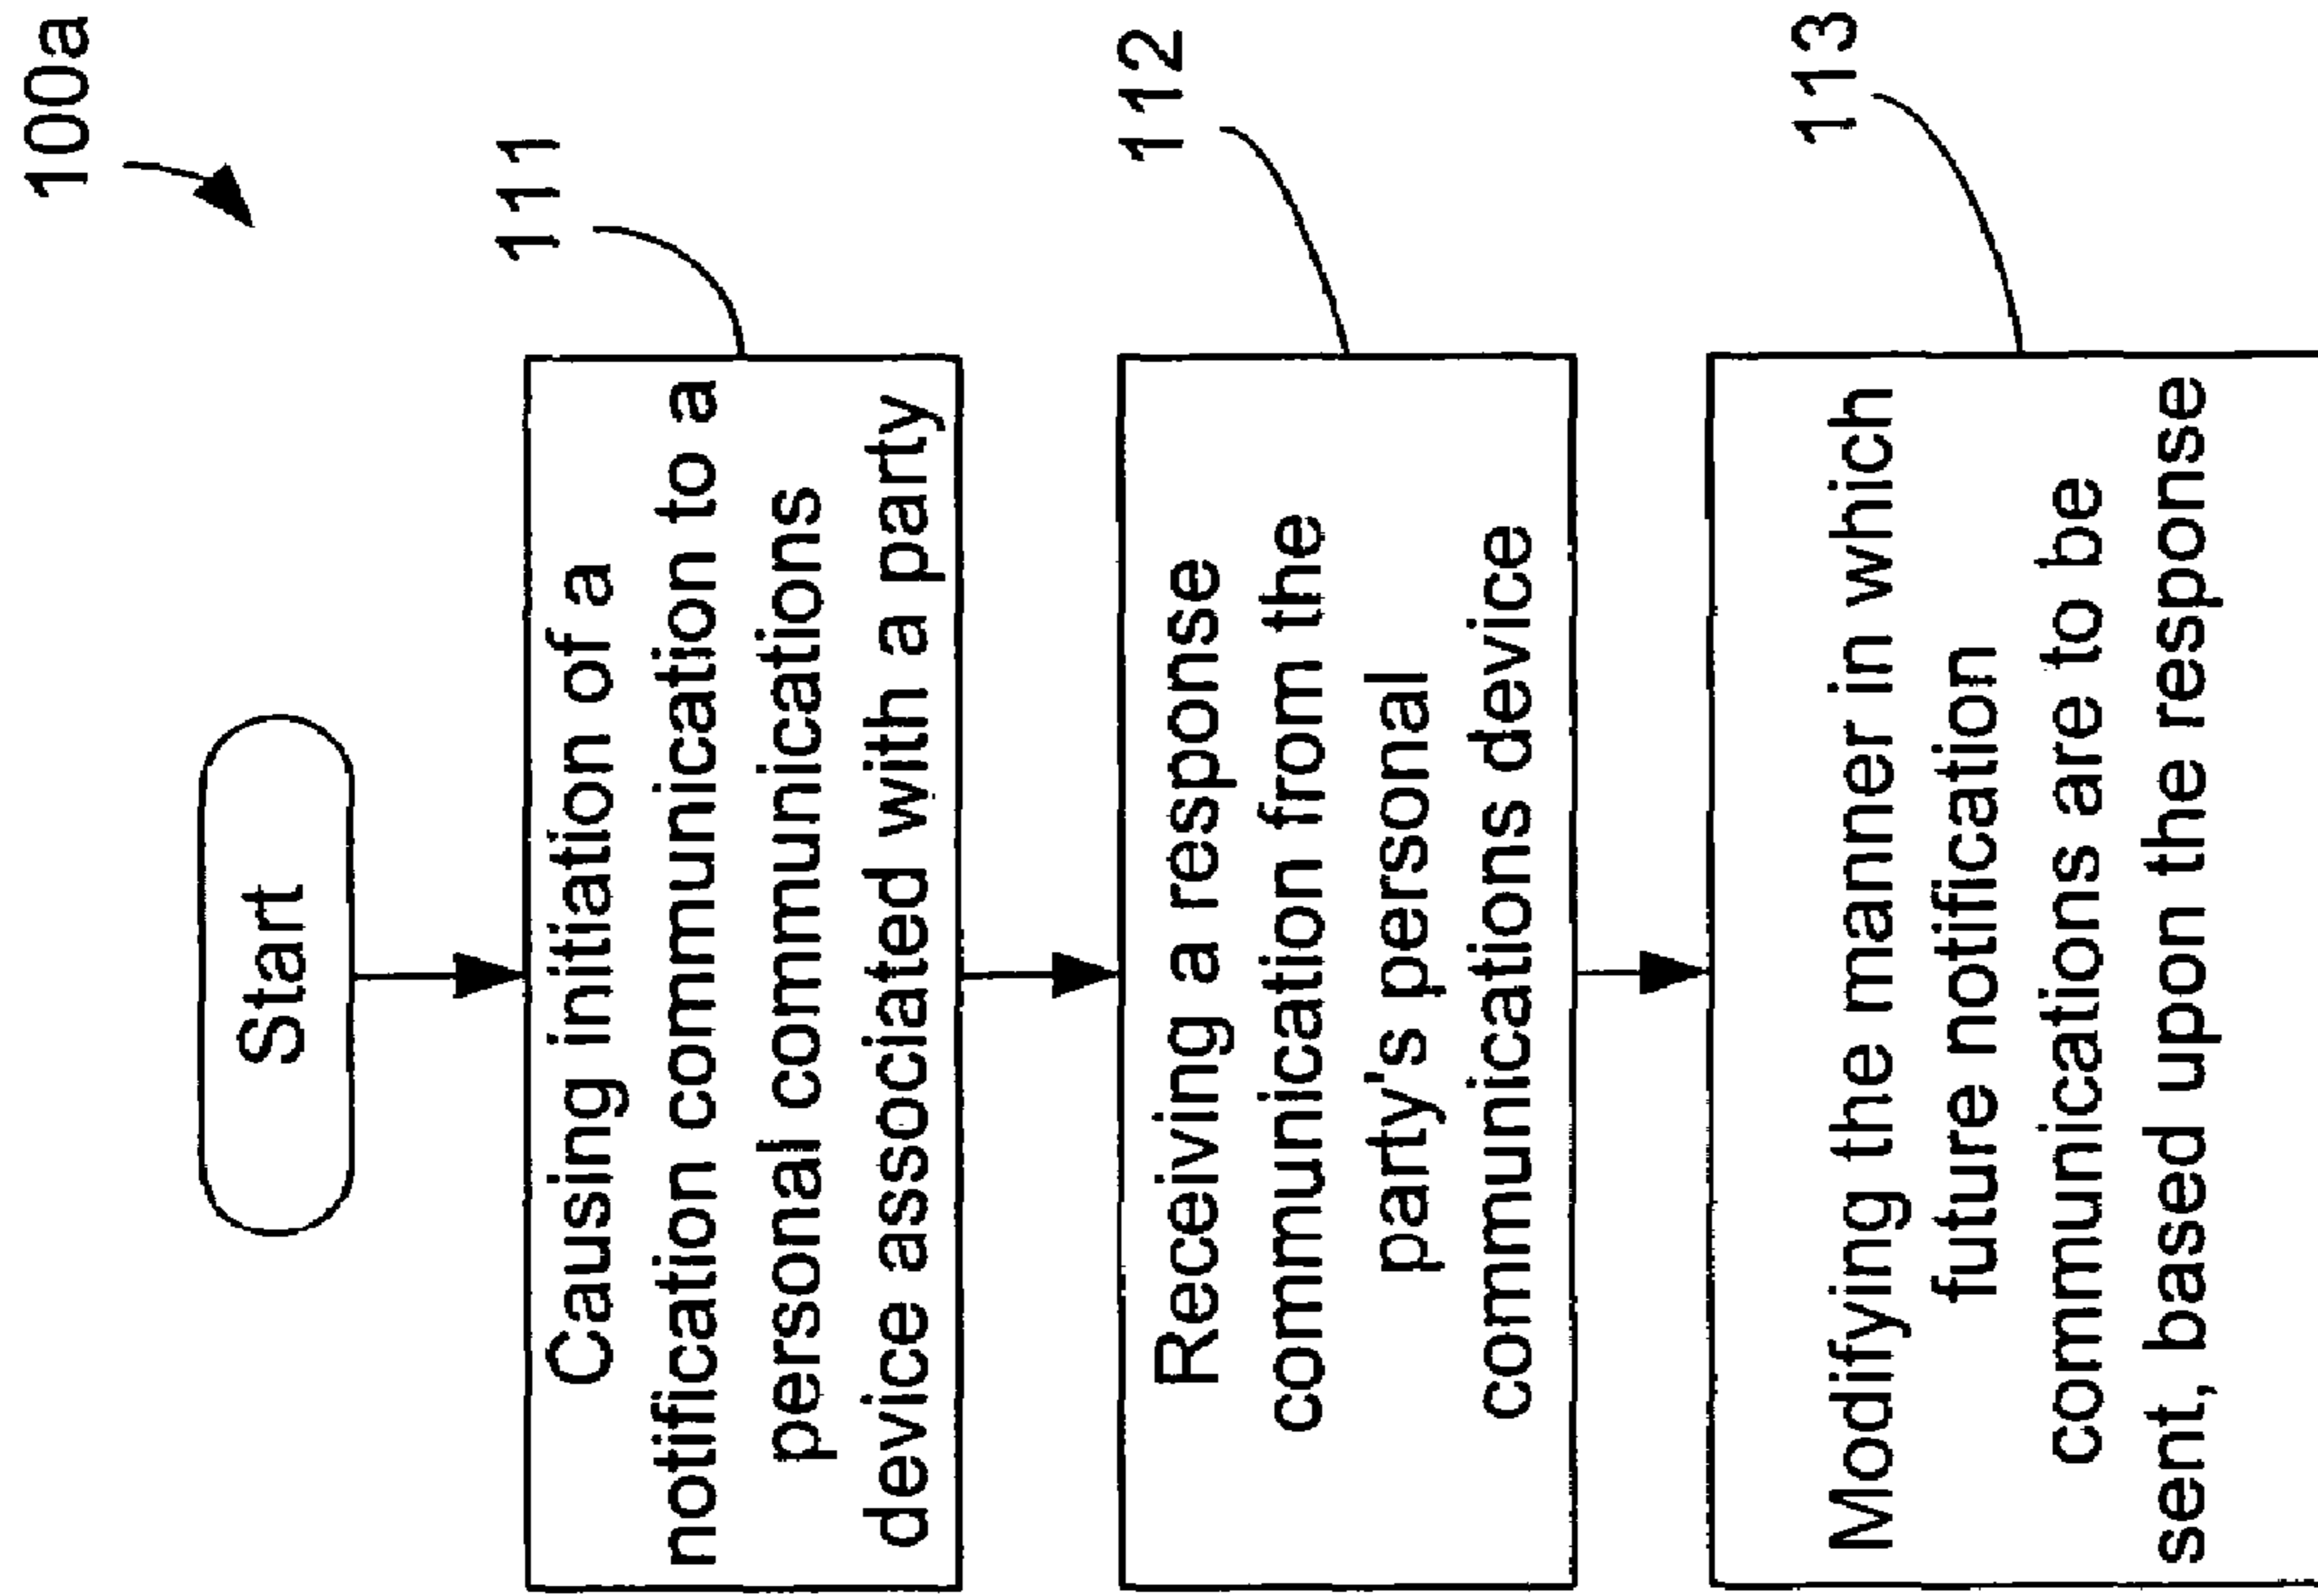 100a
Start
111
Causing initiation of a
notification communication to a
personal communications
device associated with a party
112
Receiving a response
communication from the
party's personal
communications device
113
Modifying the manner in which
future notification
communications are to be
sent, based upon the response